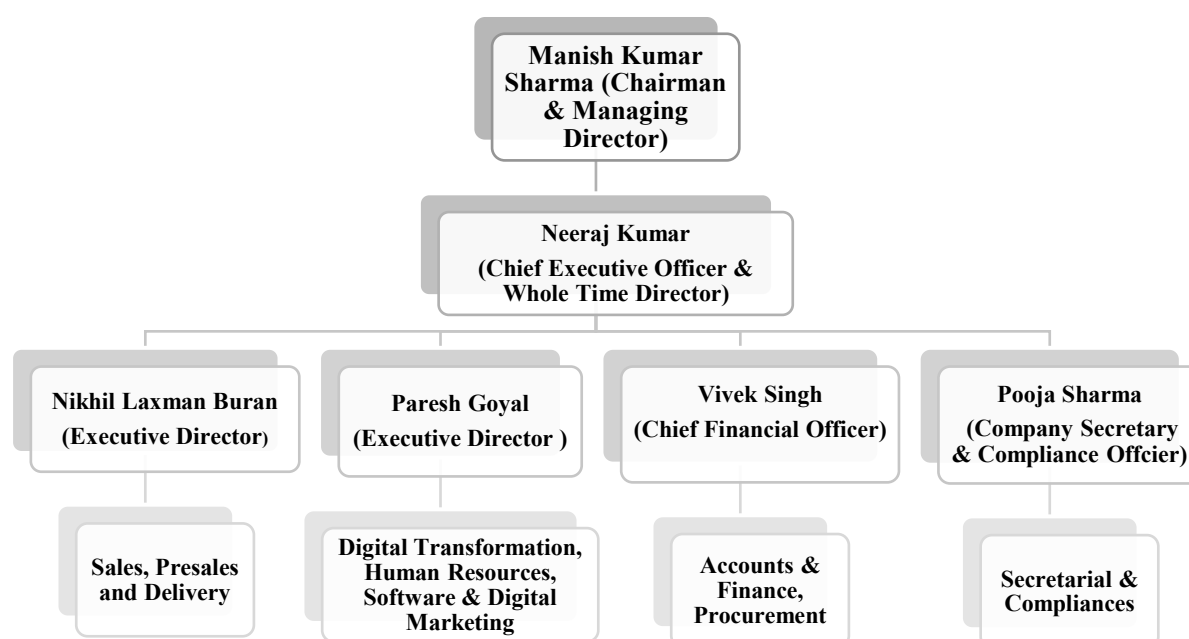 Manish Kumar
Sharma (Chairman
& Managing
Director)
Neeraj Kumar
(Chief Executive Officer &
Whole Time Director)
Nikhil Laxman Buran
(Executive Director)
Paresh Goyal
(Executive Director )
Vivek Singh
(Chief Financial Officer)
Pooja Sharma
(Company Secretary
& Compliance Offcier)
Sales, Presales
and Delivery
Digital Transformation,
Human Resources,
Software & Digital
Marketing
Accounts &
Finance,
Procurement
Secretarial &
Compliances